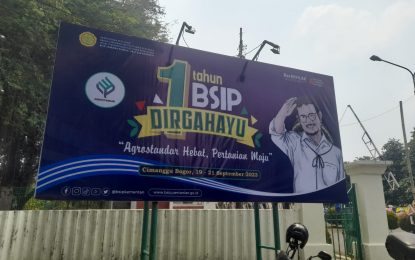 1 tahun
BSIP
DIRGAHAYU
"Agrostandar Hebat, Pertanian Maju"
Cimanggu Bogor, 19 - 21 September 2023